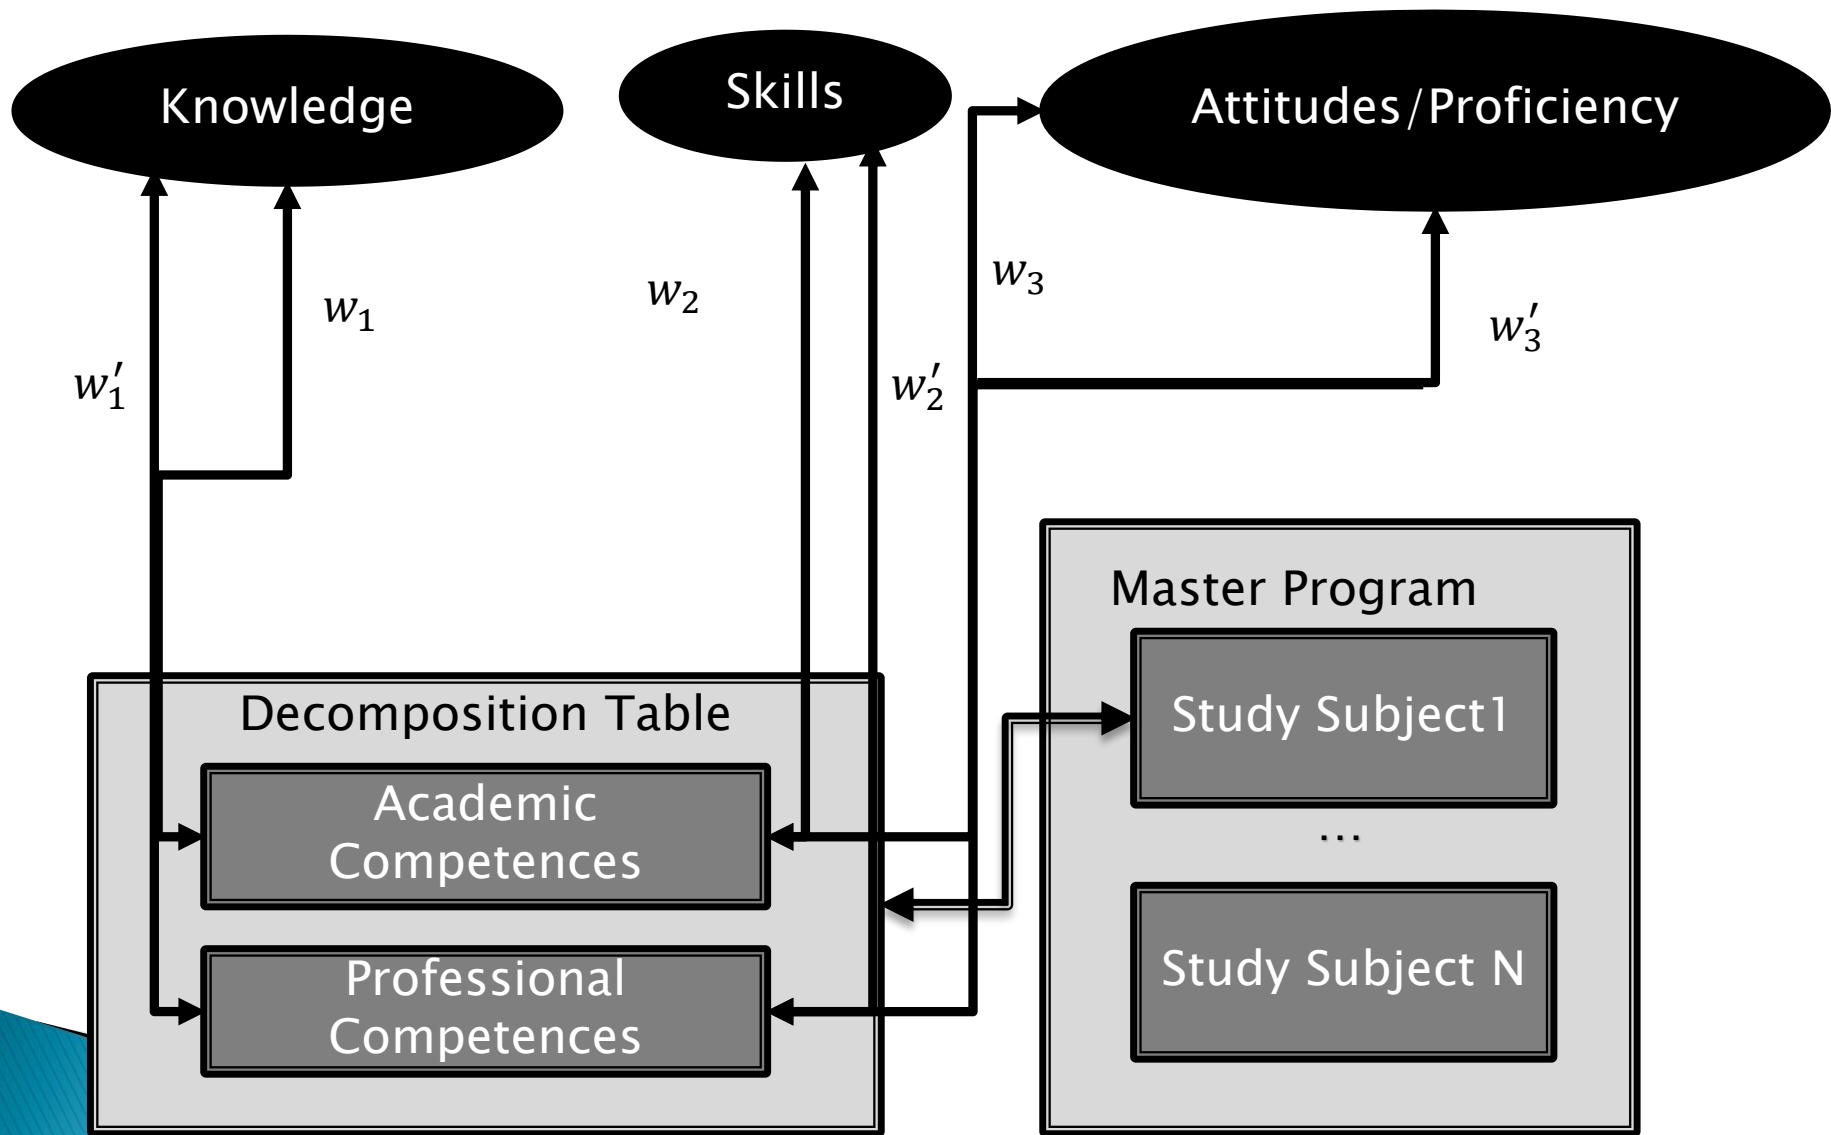 Knowledge
Skills
Attitudes/Proficiency
w₁
w₂
w₃
w₃′
w₁′
w₂′
Master Program
Decomposition Table
Study Subject1
Academic
Competences
...
Professional
Competences
Study Subject N